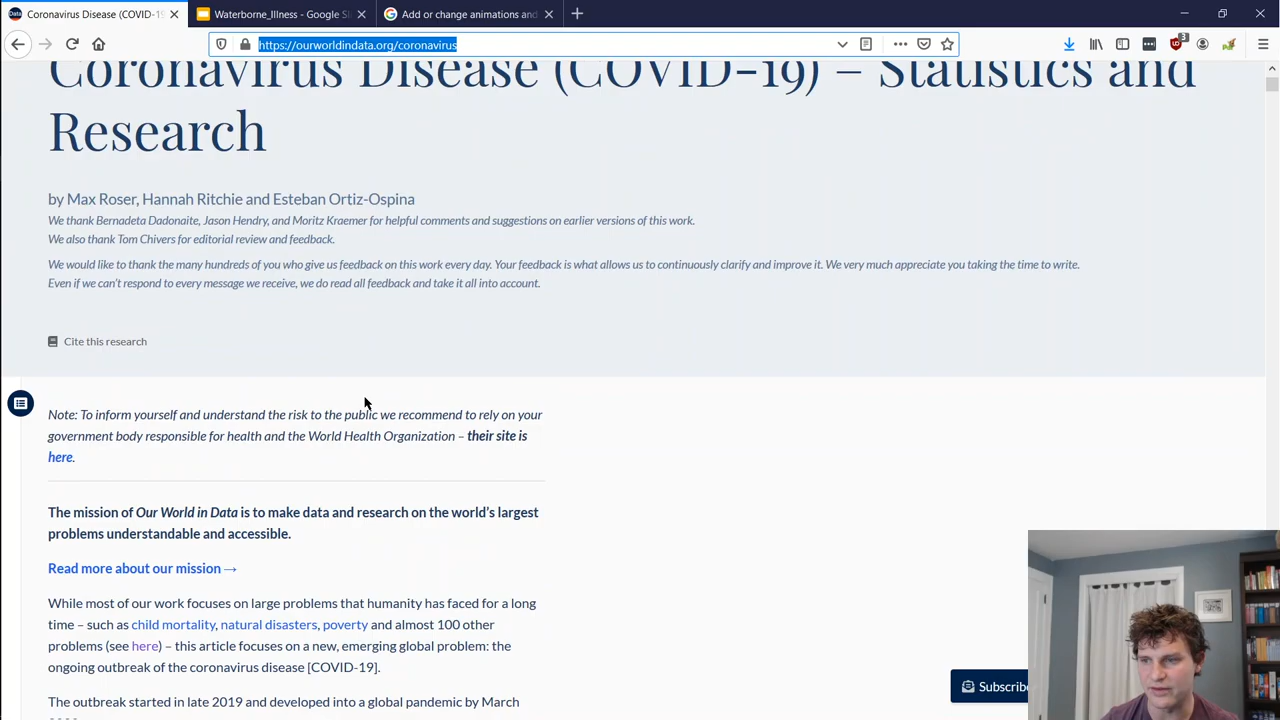 Coronavirus Disease (COVID-19
Waterborne_Illness - Google Sl
Add or change animations and
https://ourworldindata.org/coronavirus
3
Coronavirus Disease (COVID-19) – Statistics and
Research
by Max Roser, Hannah Ritchie and Esteban Ortiz-Ospina
We thank Bernadeta Dadonaite, Jason Hendry, and Moritz Kraemer for helpful comments and suggestions on earlier versions of this work.
We also thank Tom Chivers for editorial review and feedback.
We would like to thank the many hundreds of you who give us feedback on this work every day. Your feedback is what allows us to continuously clarify and improve it. We very much appreciate you taking the time to write.
Even if we can't respond to every message we receive, we do read all feedback and take it all into account.
Cite this research
Note: To inform yourself and understand the risk to the public we recommend to rely on your
government body responsible for health and the World Health Organization – their site is
here.
The mission of Our World in Data is to make data and research on the world's largest
problems understandable and accessible.
Read more about our mission →
While most of our work focuses on large problems that humanity has faced for a long
time – such as child mortality, natural disasters, poverty and almost 100 other
problems (see here) – this article focuses on a new, emerging global problem: the
ongoing outbreak of the coronavirus disease [COVID-19].
Subscribe
The outbreak started in late 2019 and developed into a global pandemic by March